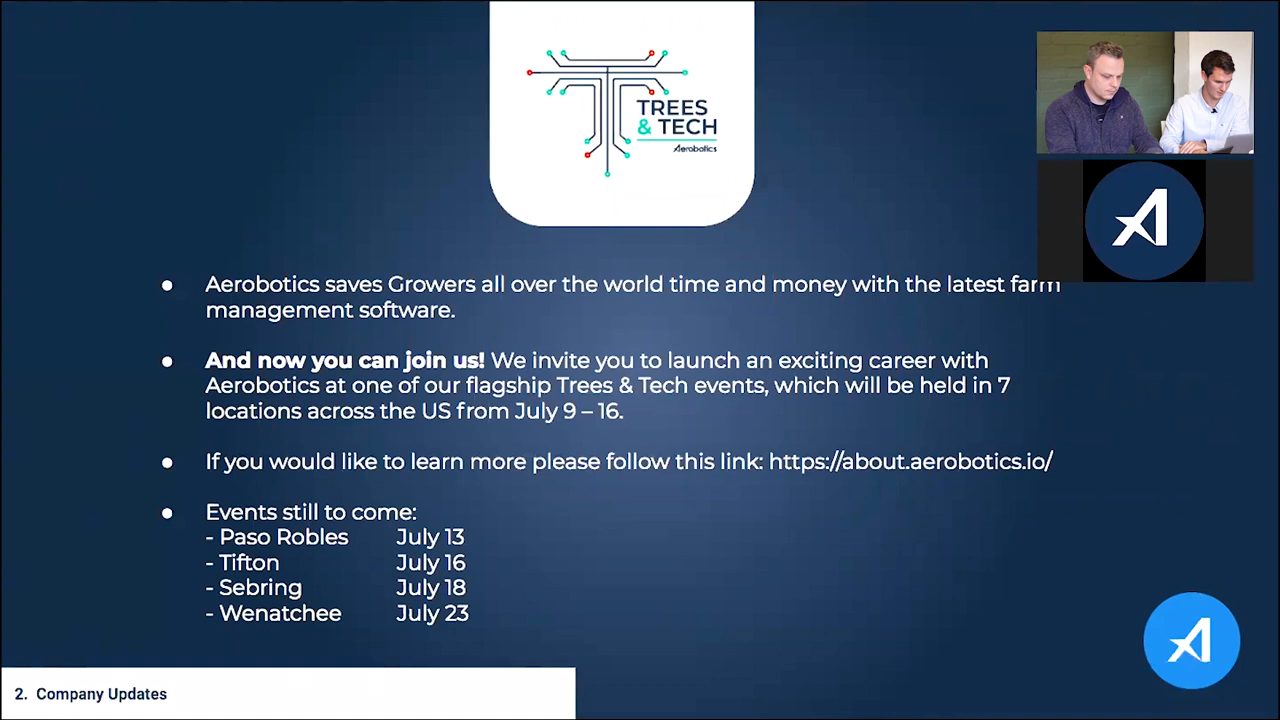 TREES
& TECH
Aerobotics
● Aerobotics saves Growers all over the world time and money with the latest farm
management software.
● And now you can join us! We invite you to launch an exciting career with
Aerobotics at one of our flagship Trees & Tech events, which will be held in 7
locations across the US from July 9 – 16.
● If you would like to learn more please follow this link: https://about.aerobotics.io/
● Events still to come:
- Paso Robles July 13
- Tifton July 16
- Sebring July 18
- Wenatchee July 23
2. Company Updates